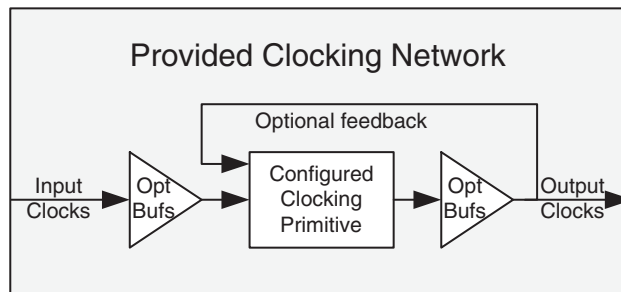 Provided Clocking Network
Optional feedback
Input
Clocks
Opt
Bufs
Configured
Clocking
Primitive
Opt
Bufs
Output
Clocks